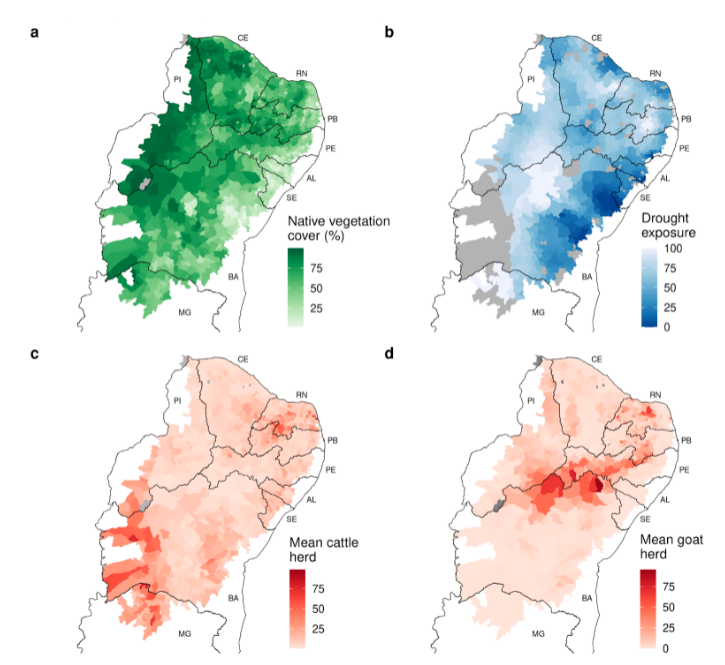 a
CE
PI
RN
PB
PE
AL
SE
BA
MG
Native vegetation
cover (%)
75
50
25
b
CE
PI
RN
PB
PE
AL
SE
BA
MG
Drought
exposure
100
75
50
25
0
c
CE
PI
RN
PB
PE
AL
SE
BA
MG
Mean cattle
herd
75
50
25
d
CE
PI
RN
PB
PE
AL
SE
BA
MG
Mean goat
herd
75
50
25
0